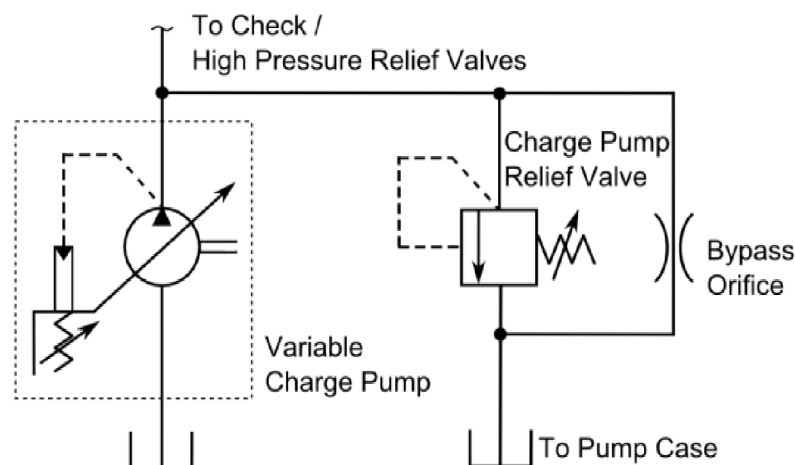 To Check /
High Pressure Relief Valves
Charge Pump
Relief Valve
Bypass
Orifice
Variable
Charge Pump
To Pump Case